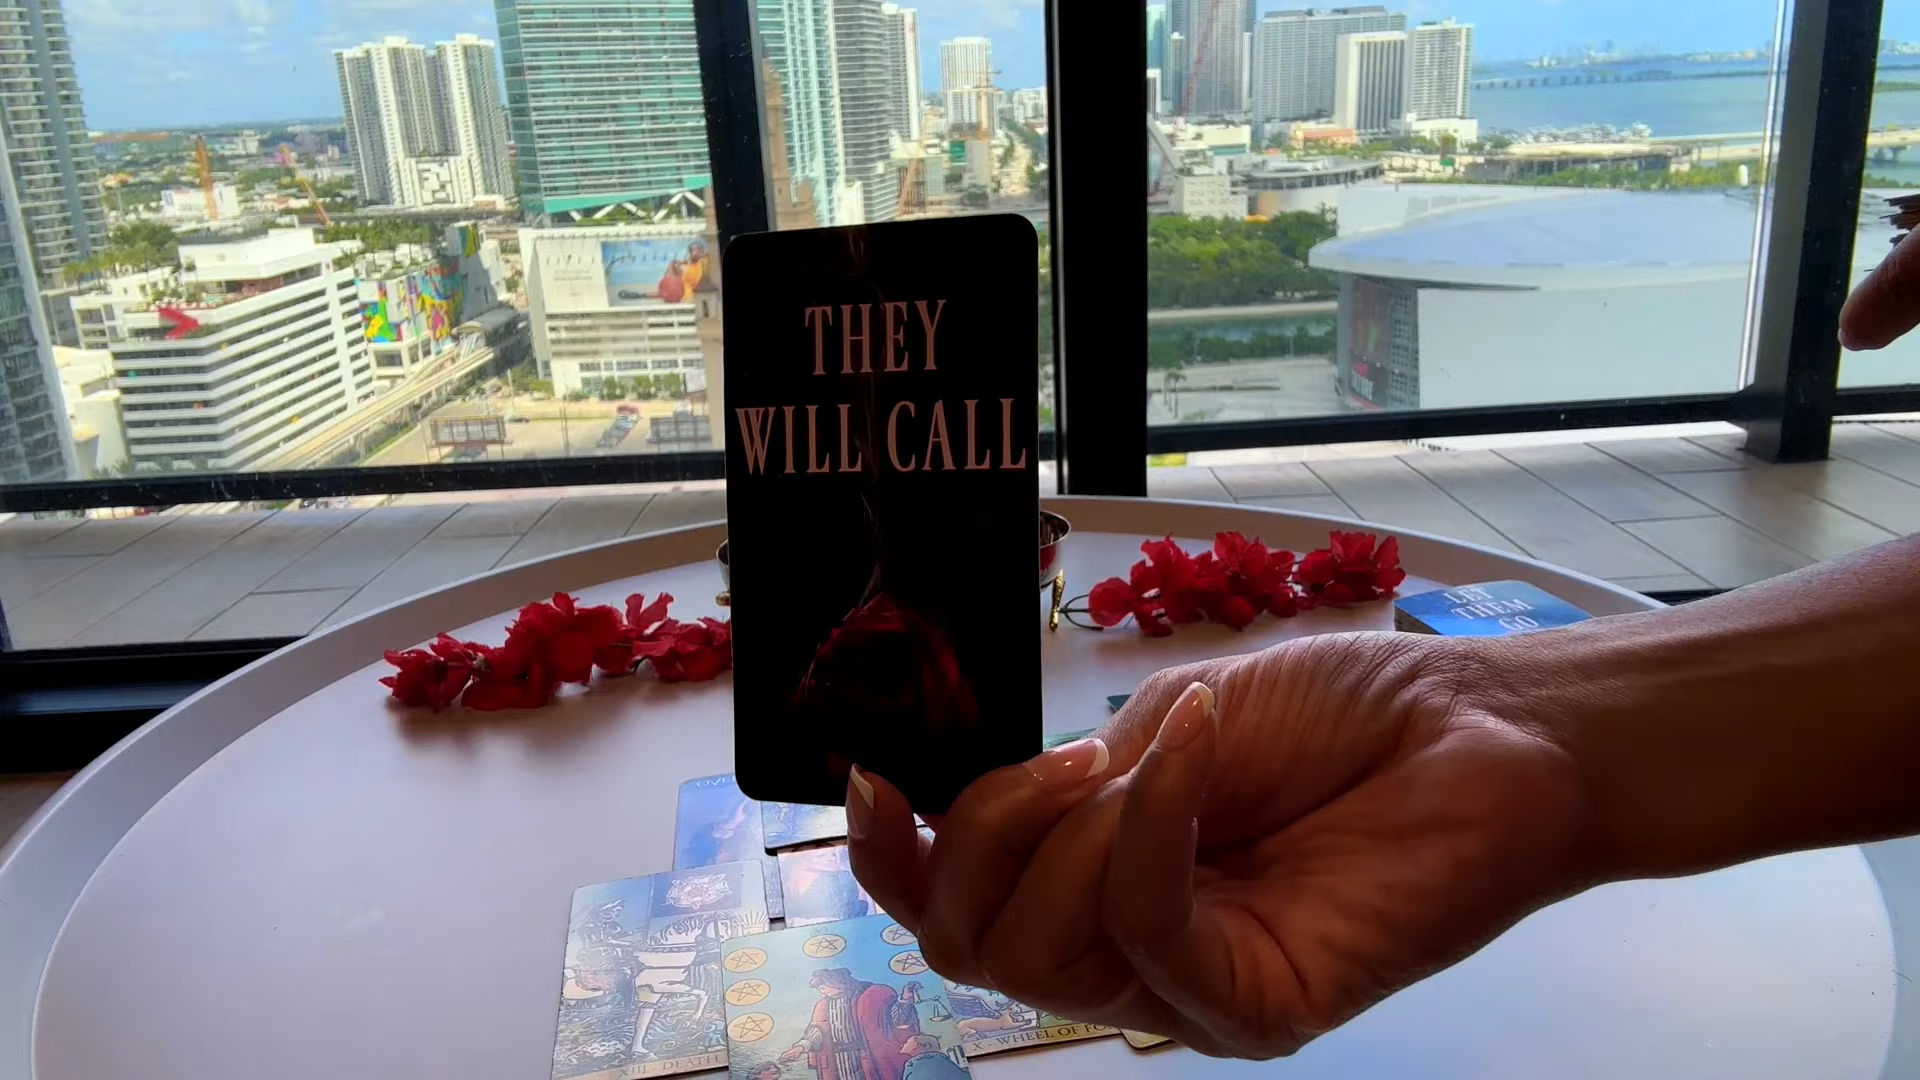 THEY
WILL CALL
LET
THEM
GO
XIII - DEATH
X - WHEEL OF FO